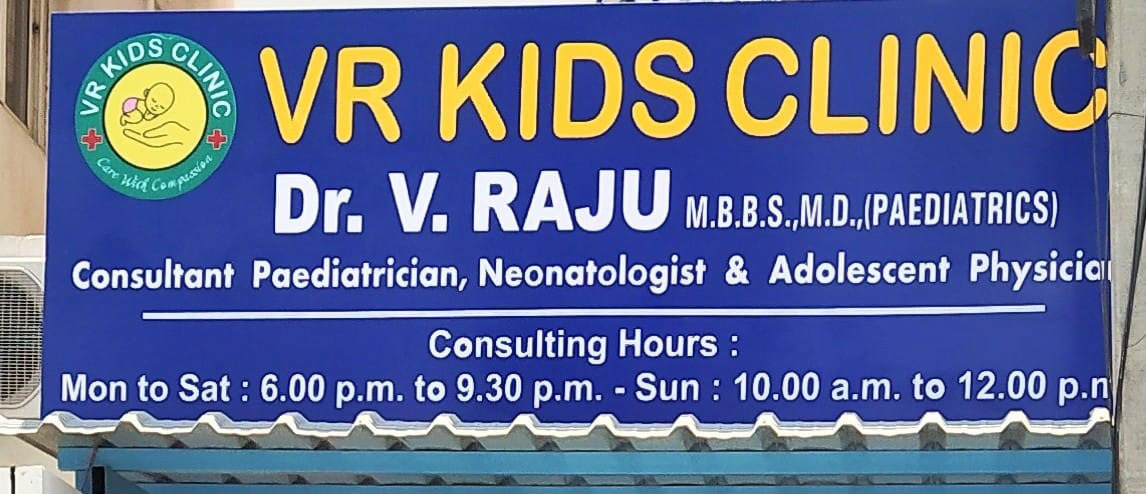 VR KIDS CLINIC
VR KIDS CLINIC
Care With Compassion
Dr. V. RAJU M.B.B.S.,M.D.,(PAEDIATRICS)
Consultant Paediatrician, Neonatologist & Adolescent Physician
Consulting Hours :
Mon to Sat : 6.00 p.m. to 9.30 p.m. - Sun : 10.00 a.m. to 12.00 p.m